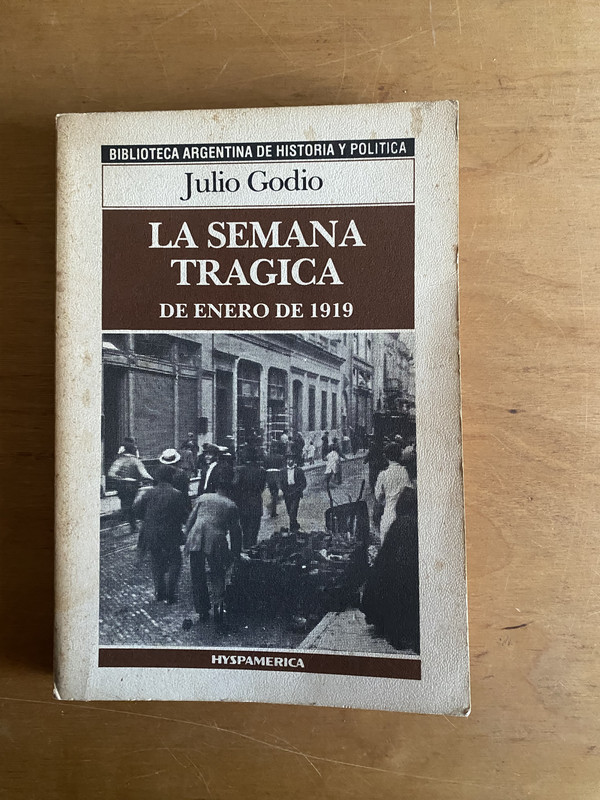 BIBLIOTECA ARGENTINA DE HISTORIA Y POLITICA
Julio Godio
LA SEMANA
TRAGICA
DE ENERO DE 1919
HYSPAMERICA